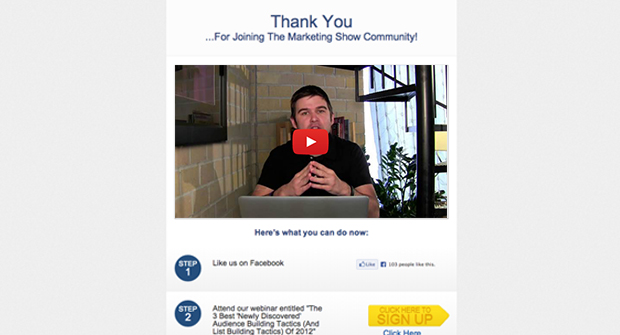 Thank You
...For Joining The Marketing Show Community!
Here's what you can do now:
STEP
1
Like us on Facebook
Like
103 people like this.
STEP
2
Attend our webinar entitled "The
3 Best 'Newly Discovered'
Audience Building Tactics (And
List Building Tactics) Of 2012"
CLICK HERE TO
SIGN UP
Click Here